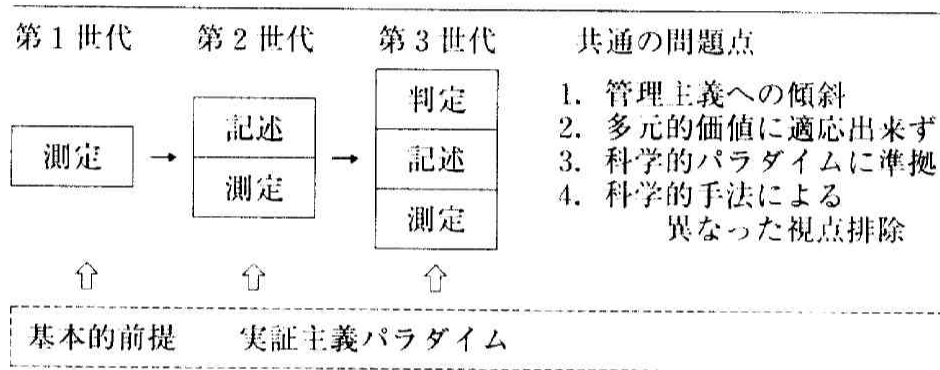 第1世代 第2世代 第3世代 共通の問題点
測定 → 記述 測定 → 判定 記述 測定
1. 管理主義への傾斜
2. 多元的価値に適応出来ず
3. 科学的パラダイムに準拠
4. 科学的手法による
異なった視点排除
基本的前提 実証主義パラダイム